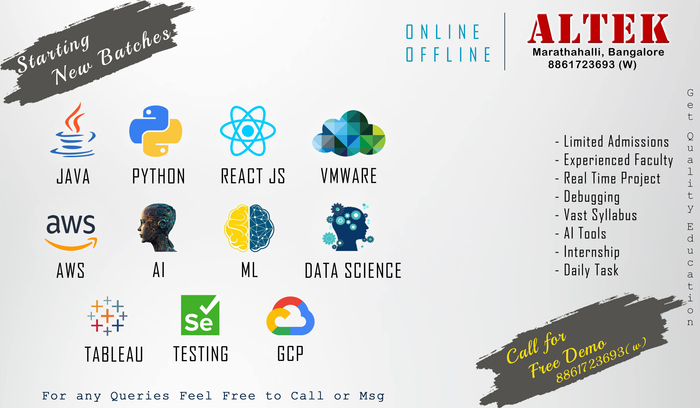 Starting
New Batches
ONLINE
OFFLINE
ALTEK
Marathahalli, Bangalore
8861723693 (W)
JAVA
PYTHON
REACT JS
VMWARE
aws
AWS
AI
ML
DATA SCIENCE
Se
TABLEAU
TESTING
GCP
- Limited Admissions
- Experienced Faculty
- Real Time Project
- Debugging
- Vast Syllabus
- AI Tools
- Internship
- Daily Task
Get Quality Education
Call for
Free Demo
8861723693(w)
For any Queries Feel Free to Call or Msg